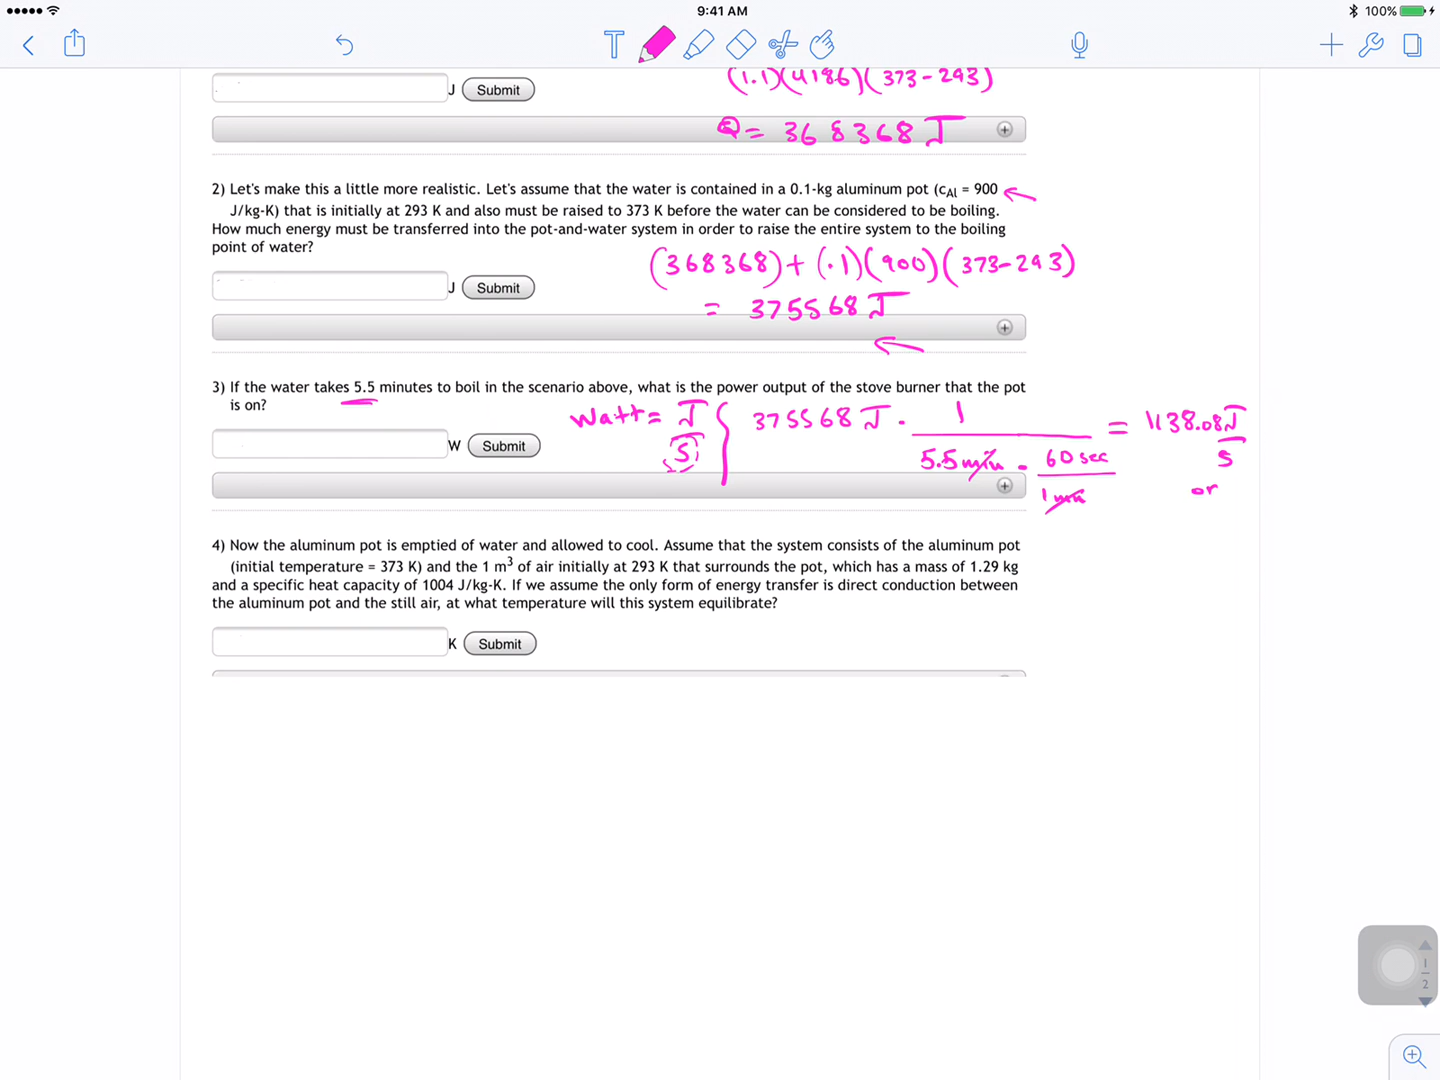 9:41 AM
100%
(1.1)(4186)(373-293)
J Submit
Q = 368368 J
2) Let's make this a little more realistic. Let's assume that the water is contained in a 0.1-kg aluminum pot (cAl = 900
J/kg-K) that is initially at 293 K and also must be raised to 373 K before the water can be considered to be boiling.
How much energy must be transferred into the pot-and-water system in order to raise the entire system to the boiling
point of water?
(368368) + (.1)(900)(373-293)
J Submit
= 375568 J
3) If the water takes 5.5 minutes to boil in the scenario above, what is the power output of the stove burner that the pot
is on?
Watt = J/S { 375568 J . 1 / 5.5 min . 60 sec / 1 min = 1138.08 J/S
W Submit
or
4) Now the aluminum pot is emptied of water and allowed to cool. Assume that the system consists of the aluminum pot
(initial temperature = 373 K) and the 1 m³ of air initially at 293 K that surrounds the pot, which has a mass of 1.29 kg
and a specific heat capacity of 1004 J/kg-K. If we assume the only form of energy transfer is direct conduction between
the aluminum pot and the still air, at what temperature will this system equilibrate?
K Submit
1
2